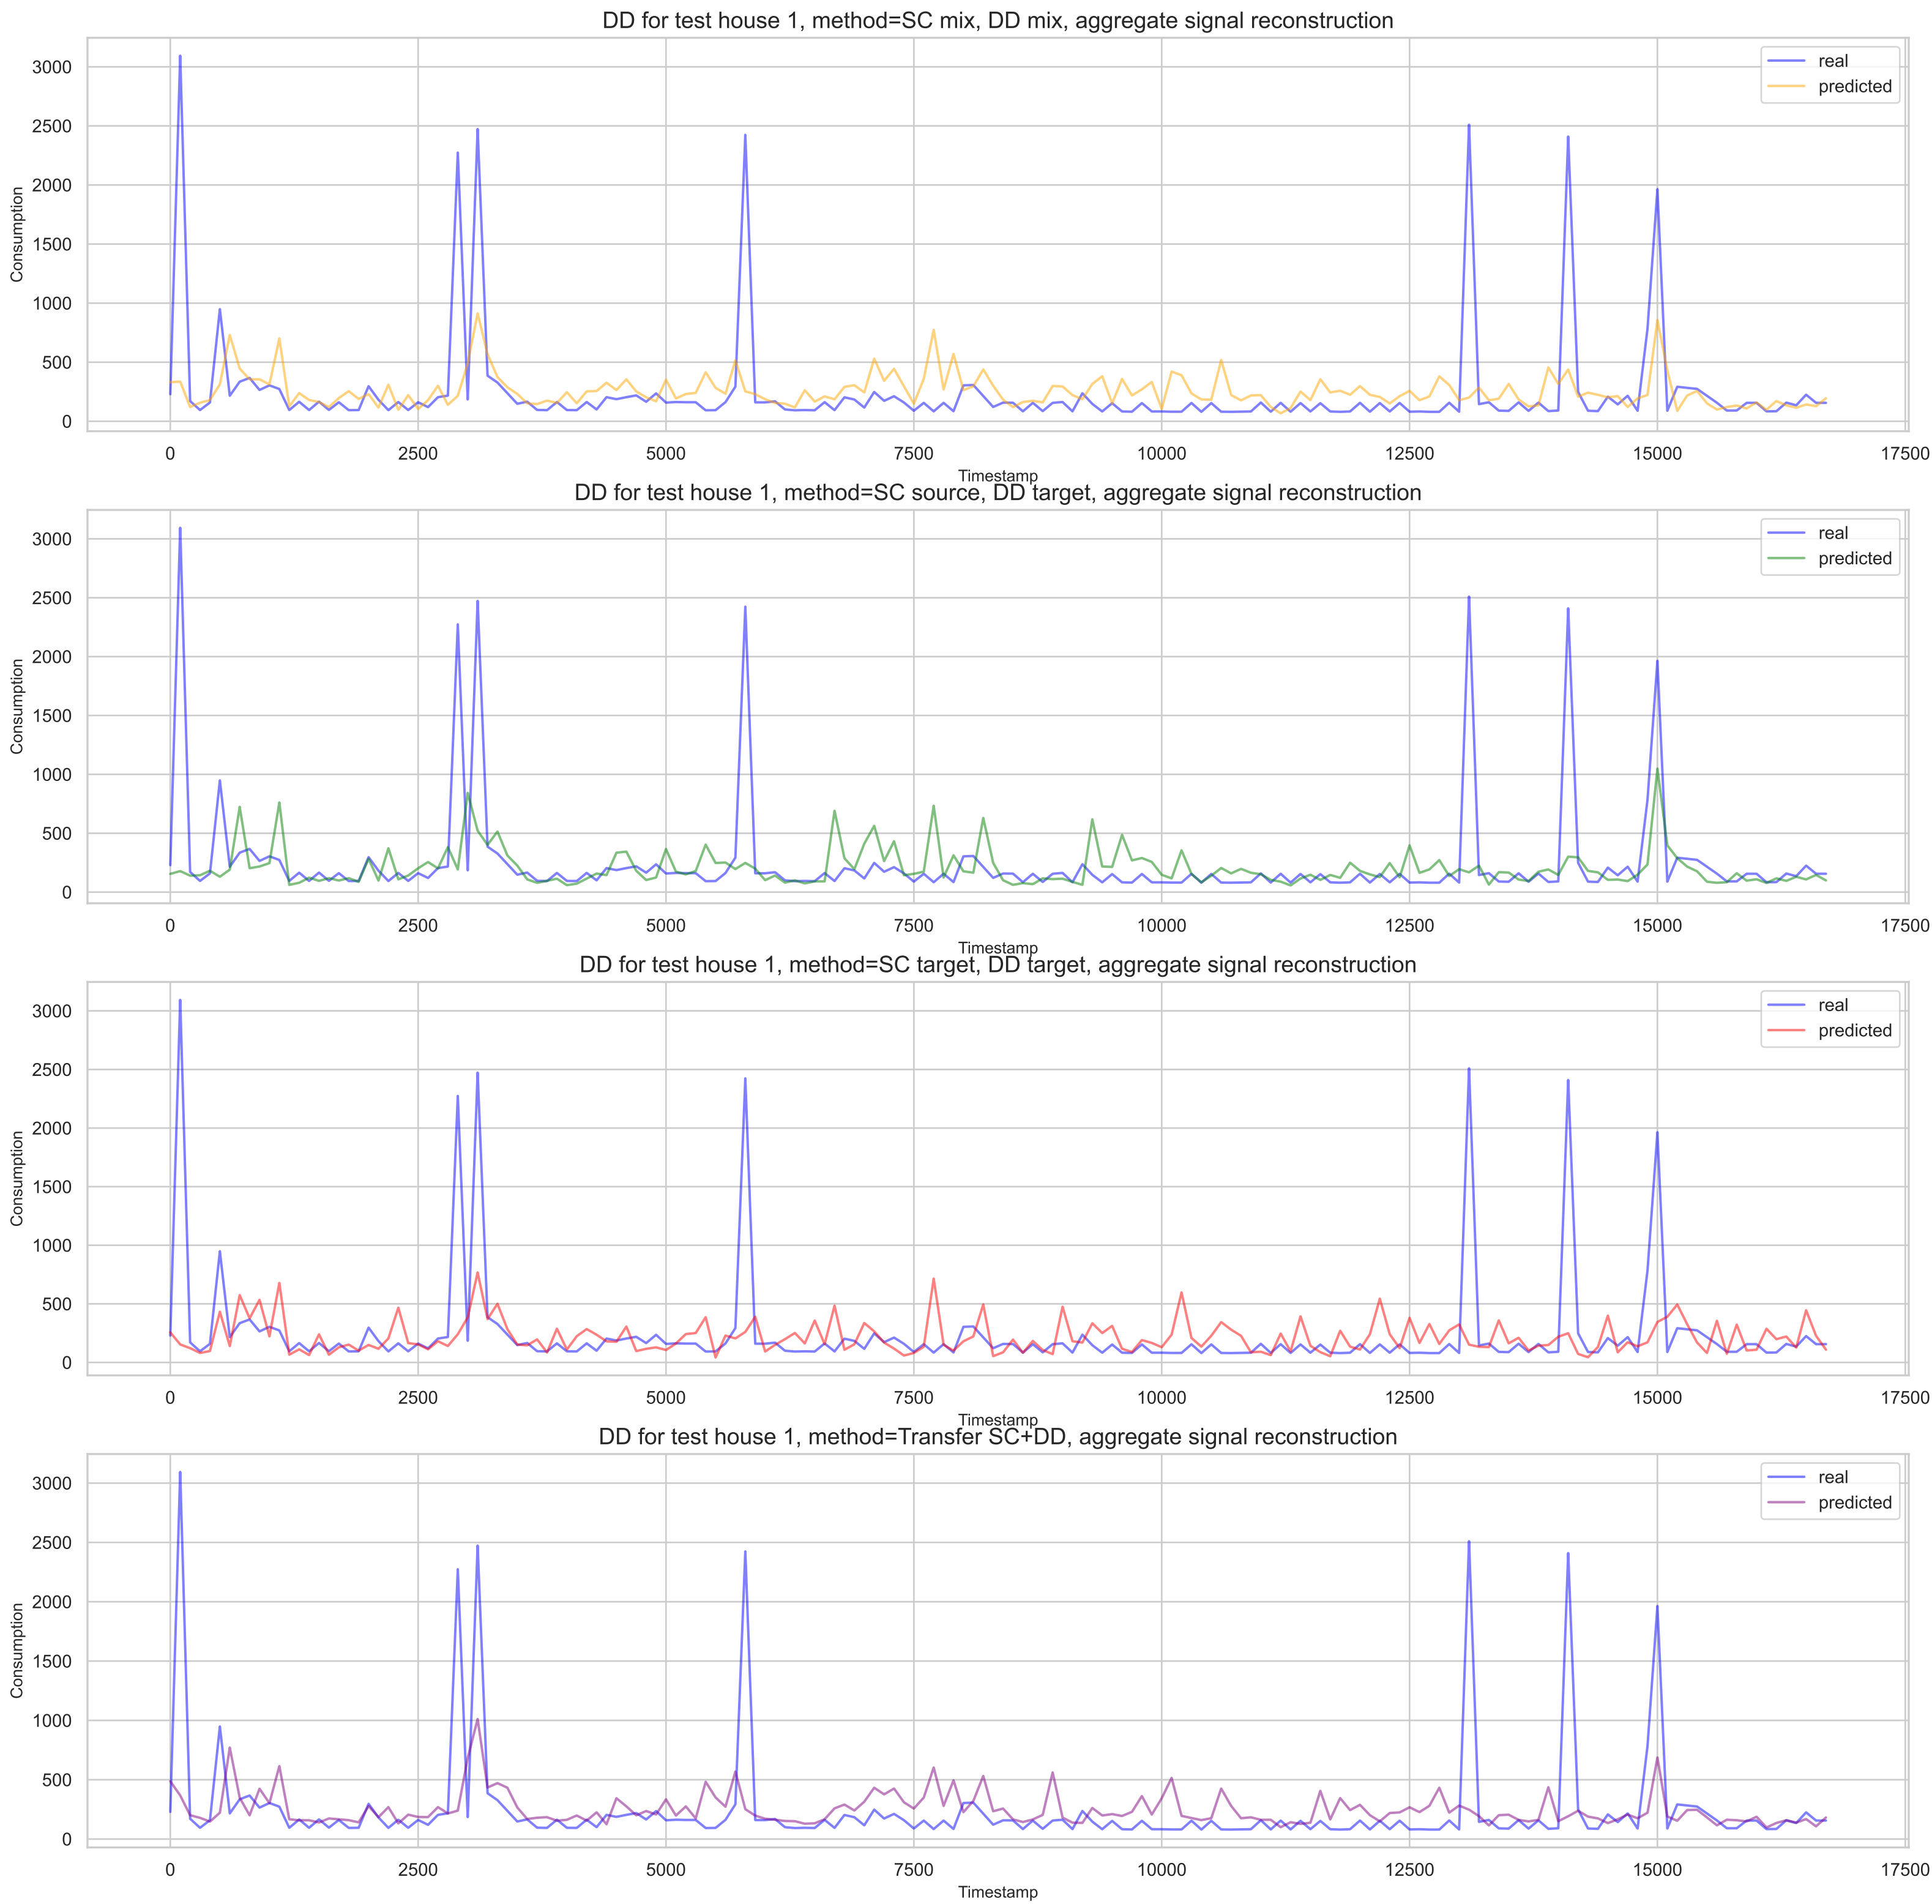 DD for test house 1, method=SC mix, DD mix, aggregate signal reconstruction
real
predicted
3000
2500
2000
1500
1000
500
0
Consumption
0 2500 5000 7500 10000 12500 15000 17500
Timestamp
DD for test house 1, method=SC source, DD target, aggregate signal reconstruction
real
predicted
3000
2500
2000
1500
1000
500
0
Consumption
0 2500 5000 7500 10000 12500 15000 17500
Timestamp
DD for test house 1, method=SC target, DD target, aggregate signal reconstruction
real
predicted
3000
2500
2000
1500
1000
500
0
Consumption
0 2500 5000 7500 10000 12500 15000 17500
Timestamp
DD for test house 1, method=Transfer SC+DD, aggregate signal reconstruction
real
predicted
3000
2500
2000
1500
1000
500
0
Consumption
0 2500 5000 7500 10000 12500 15000 17500
Timestamp